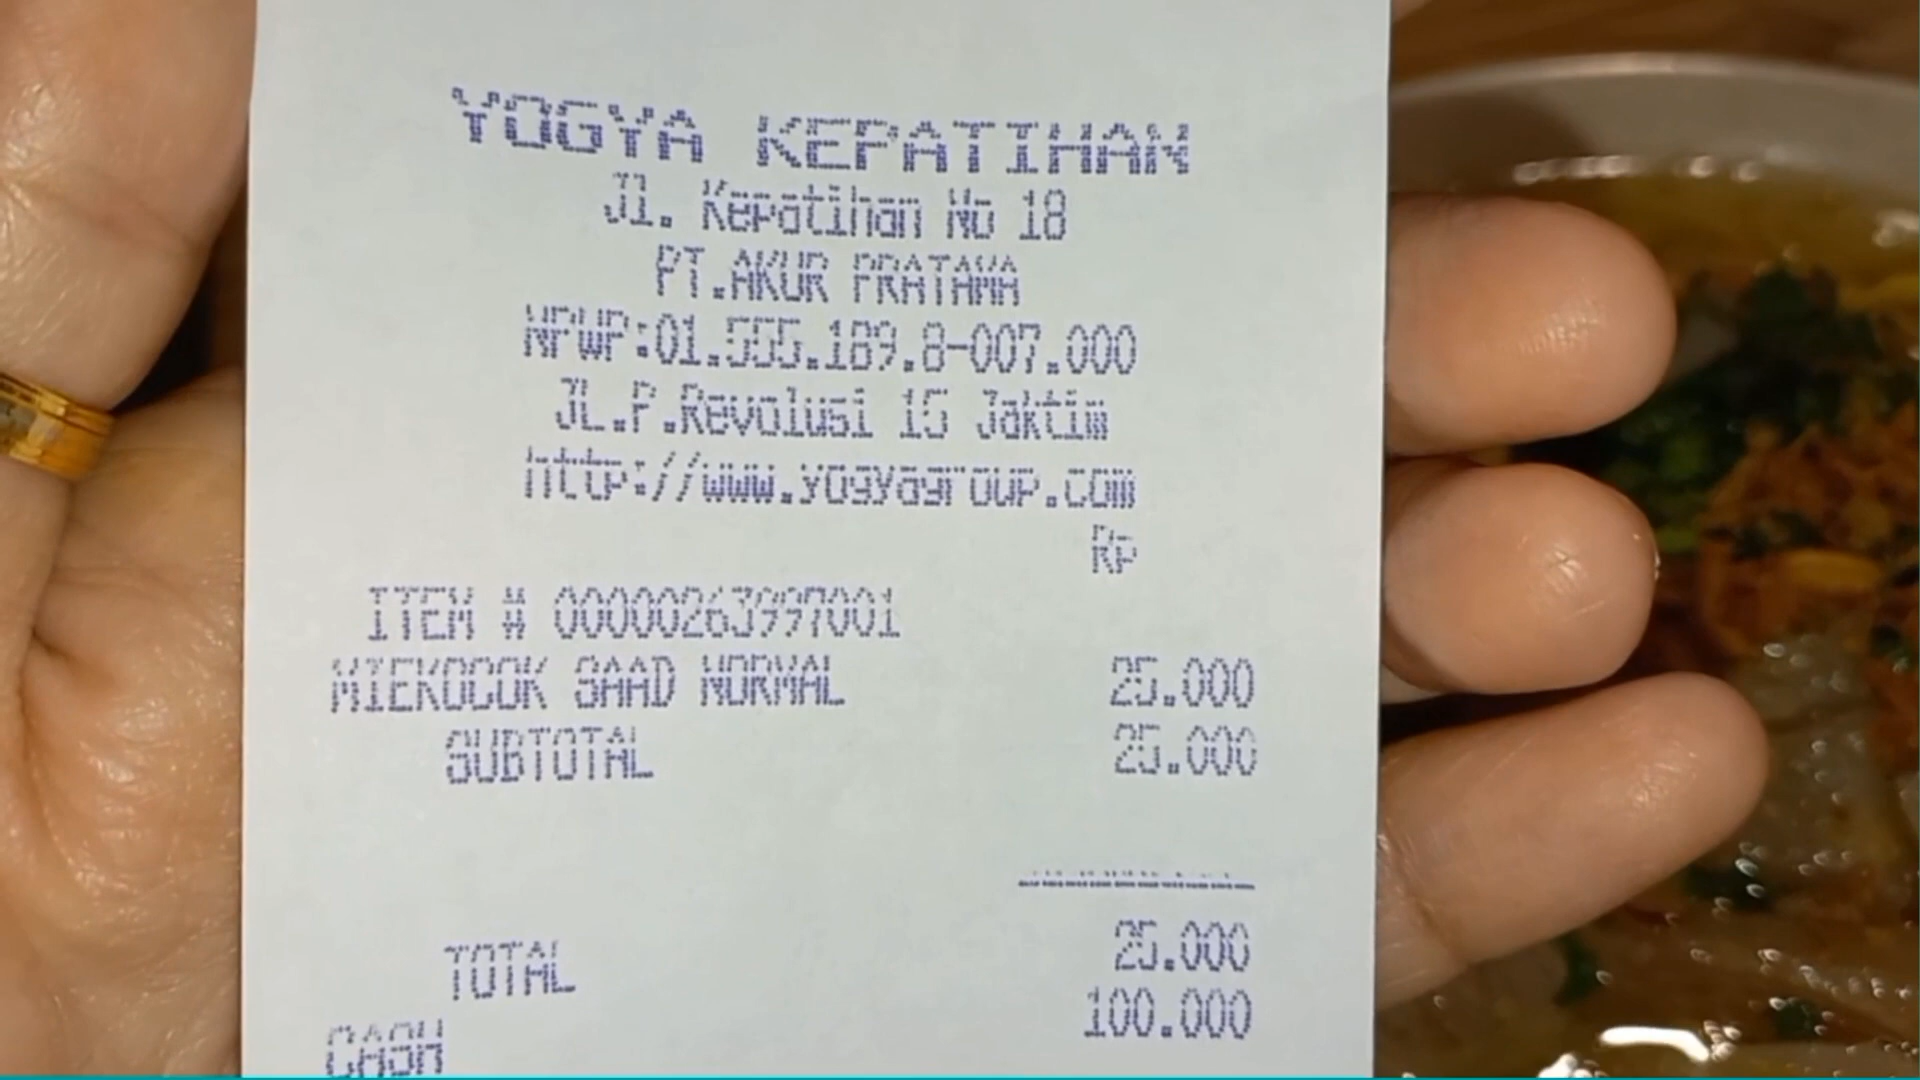 YOGYA KEPATIHAN
Jl. Kepatihan No 18
PT.AKUR PRATAMA
NPWP:01.555.189.8-007.000
JL.P.Revolusi 15 Jaktim
http://www.yogyagroup.com
Rp
ITEM # 00000263997001
MIEKOCOK SAAD NORMAL 25.000
SUBTOTAL 25.000
TOTAL 25.000
CASH 100.000